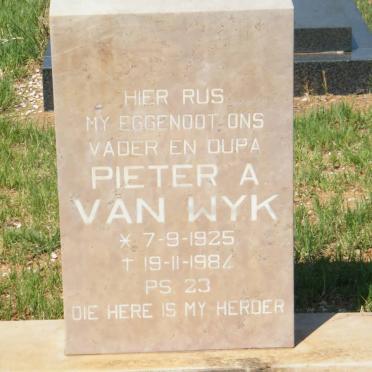 HIER RUS
MY EGGENOOT ONS
VADER EN OUPA
PIETER A
VAN WYK
* 7-9-1925
† 19-11-1984
PS 23
DIE HERE IS MY HERDER